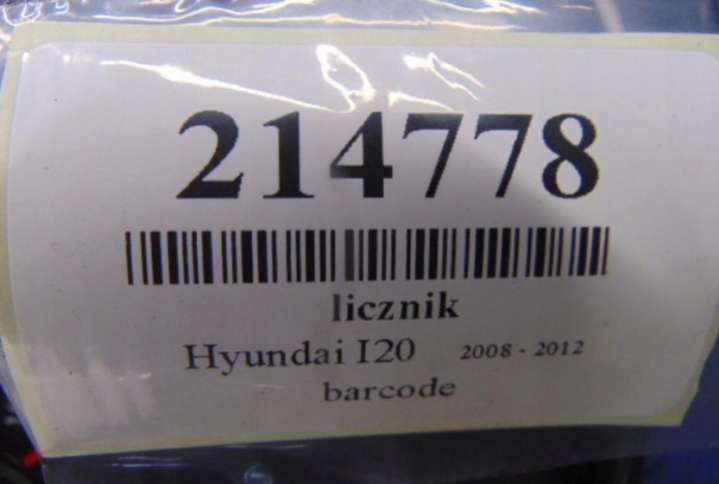 214778
licznik
Hyundai I20 2008 - 2012
barcode